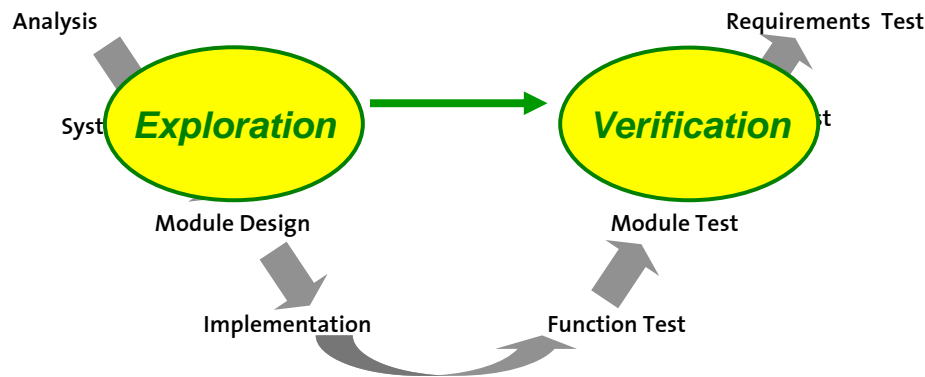 Analysis
Requirements Test
Exploration
Verification
Module Design
Module Test
Implementation
Function Test